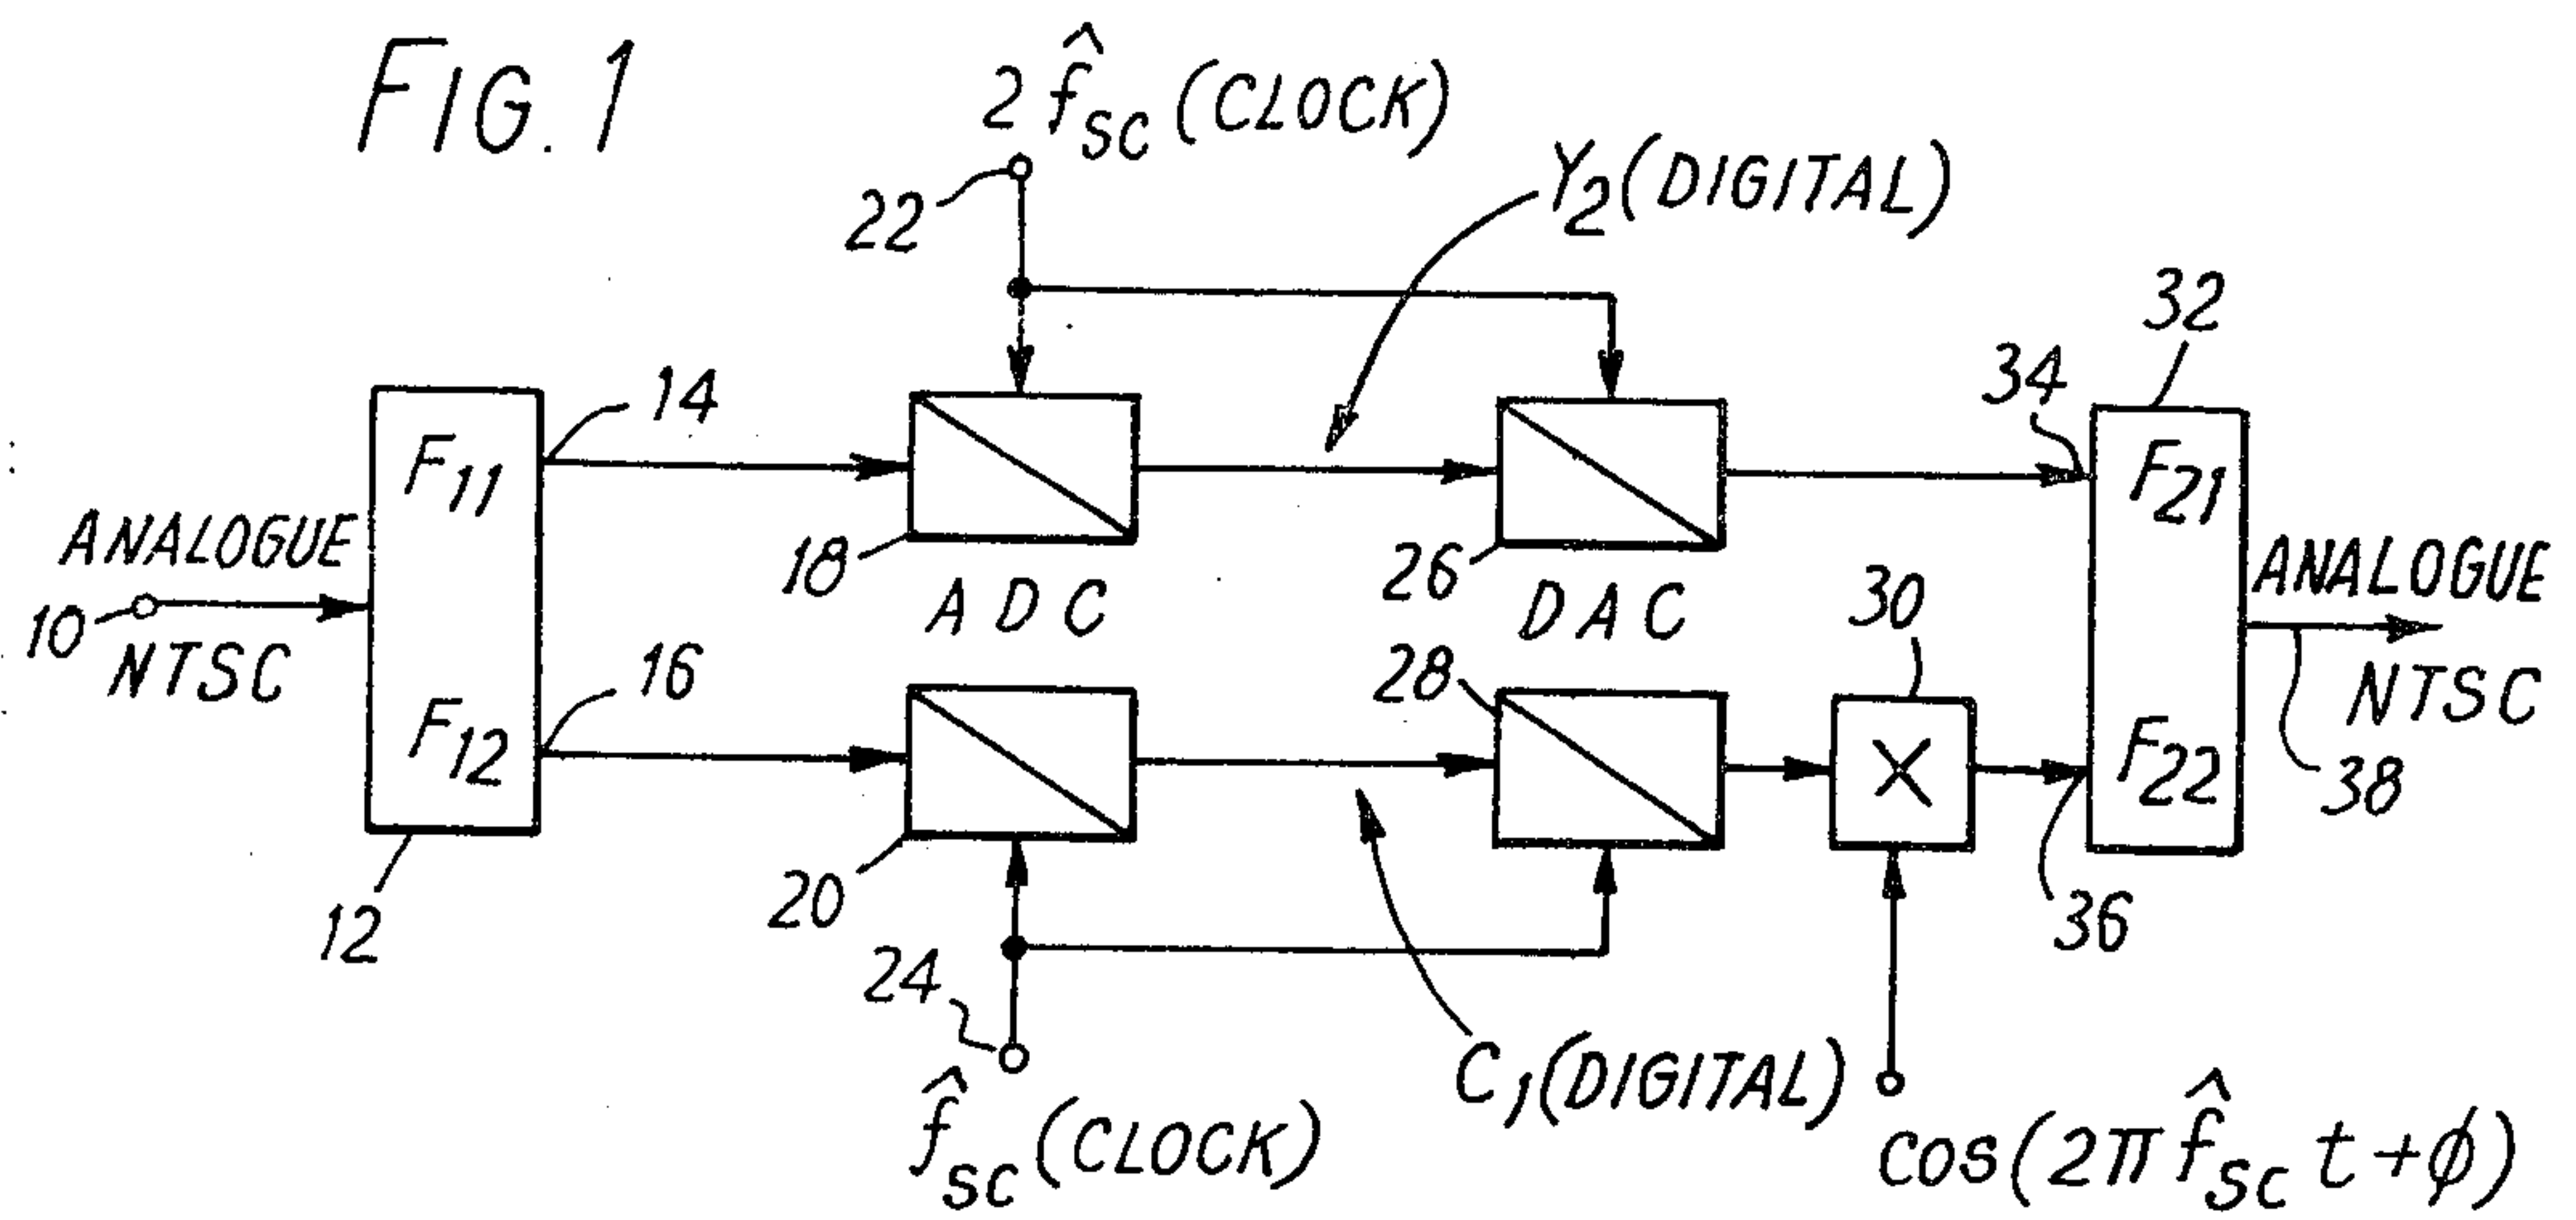 FIG. 1
2 f̂SC (CLOCK)
22
Y2 (DIGITAL)
32
14
34
F11
F21
ANALOGUE
10
NTSC
18
ADC
26
DAC
30
ANALOGUE
NTSC
16
28
F12
×
F22
38
12
20
36
24
C1 (DIGITAL)
f̂SC (CLOCK)
COS(2π f̂SC t + ϕ)